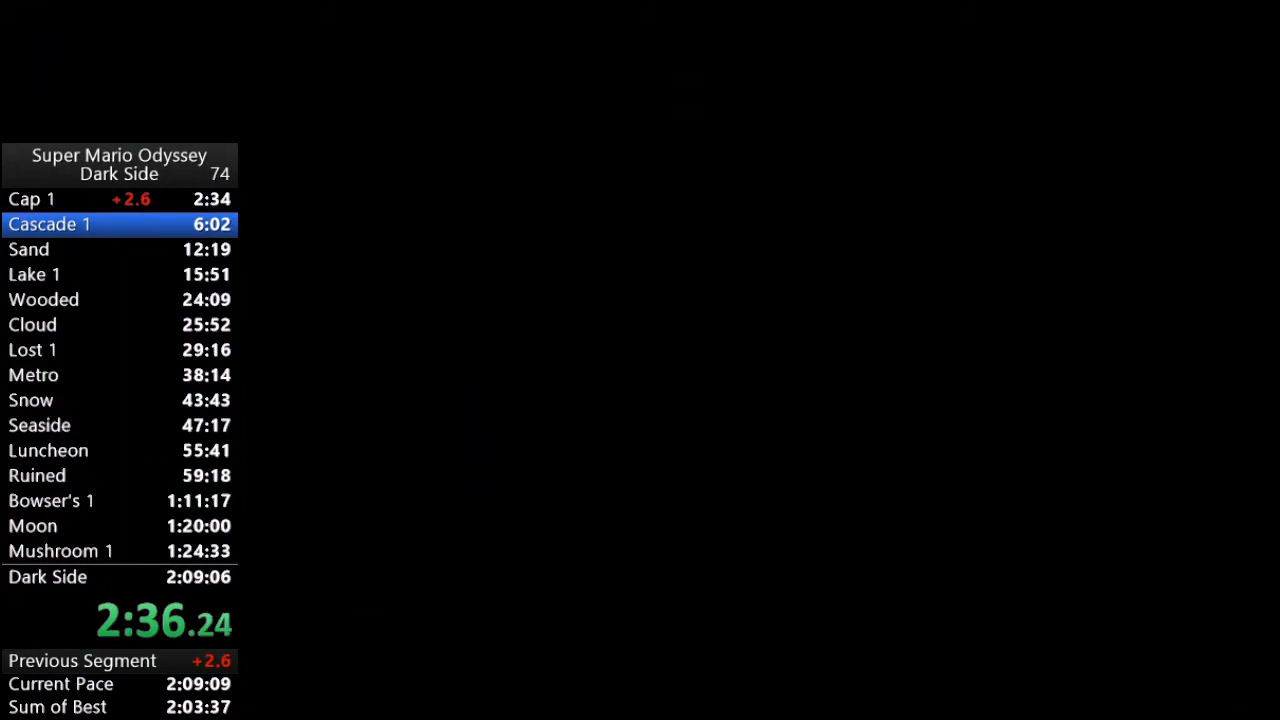 Super Mario Odyssey
Dark Side 74
Cap 1 +2.6 2:34
Cascade 1 6:02
Sand 12:19
Lake 1 15:51
Wooded 24:09
Cloud 25:52
Lost 1 29:16
Metro 38:14
Snow 43:43
Seaside 47:17
Luncheon 55:41
Ruined 59:18
Bowser's 1 1:11:17
Moon 1:20:00
Mushroom 1 1:24:33
Dark Side 2:09:06
2:36.24
Previous Segment +2.6
Current Pace 2:09:09
Sum of Best 2:03:37